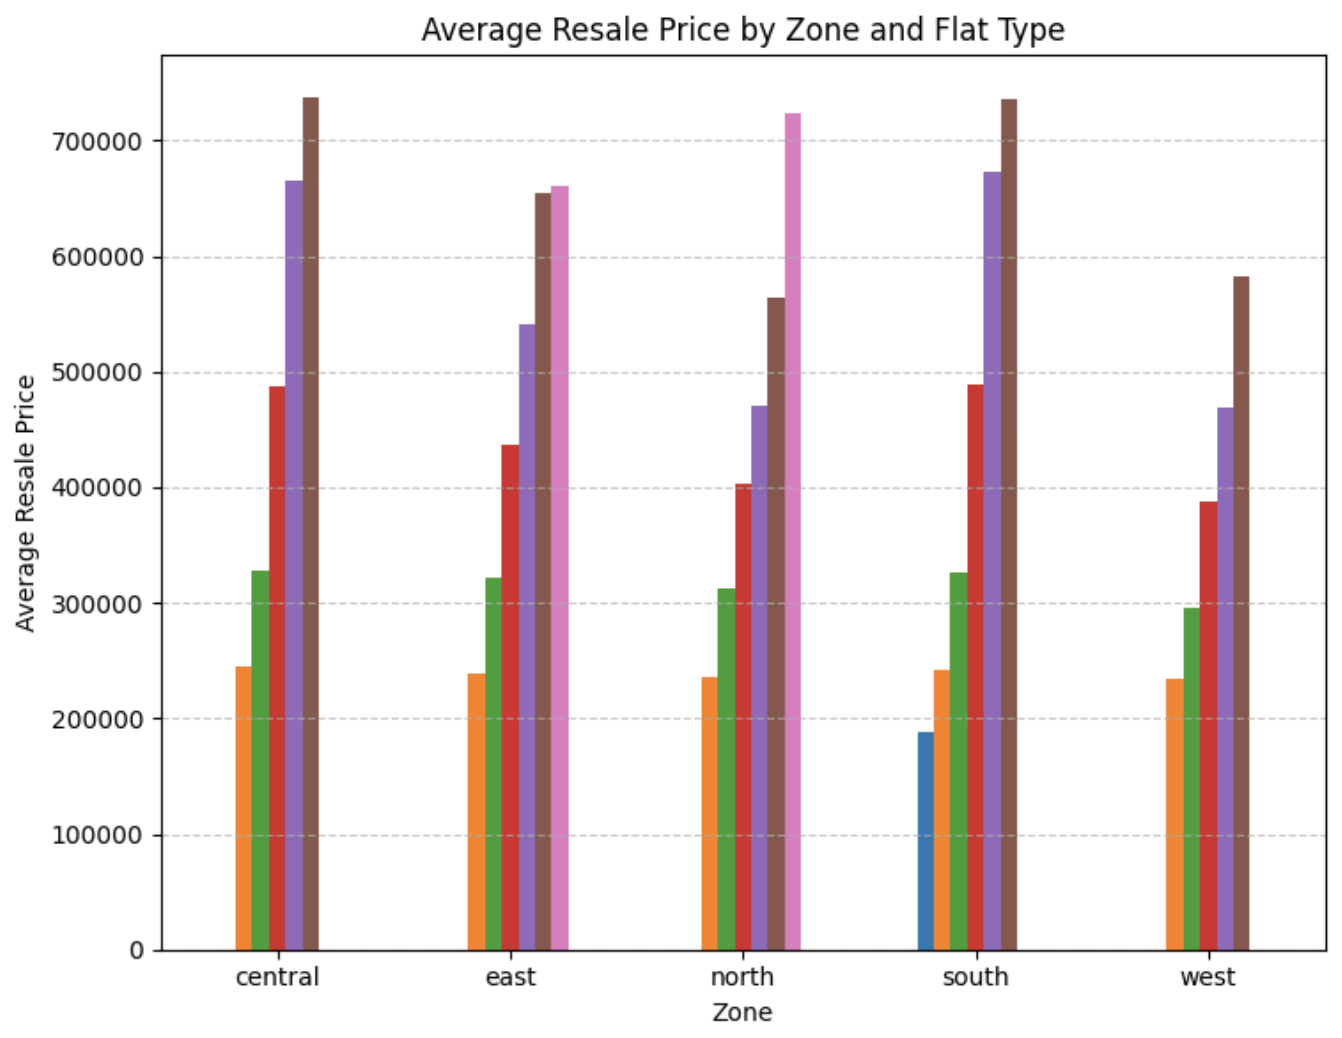 Average Resale Price by Zone and Flat Type
Average Resale Price
700000
600000
500000
400000
300000
200000
100000
0
central east north south west
Zone